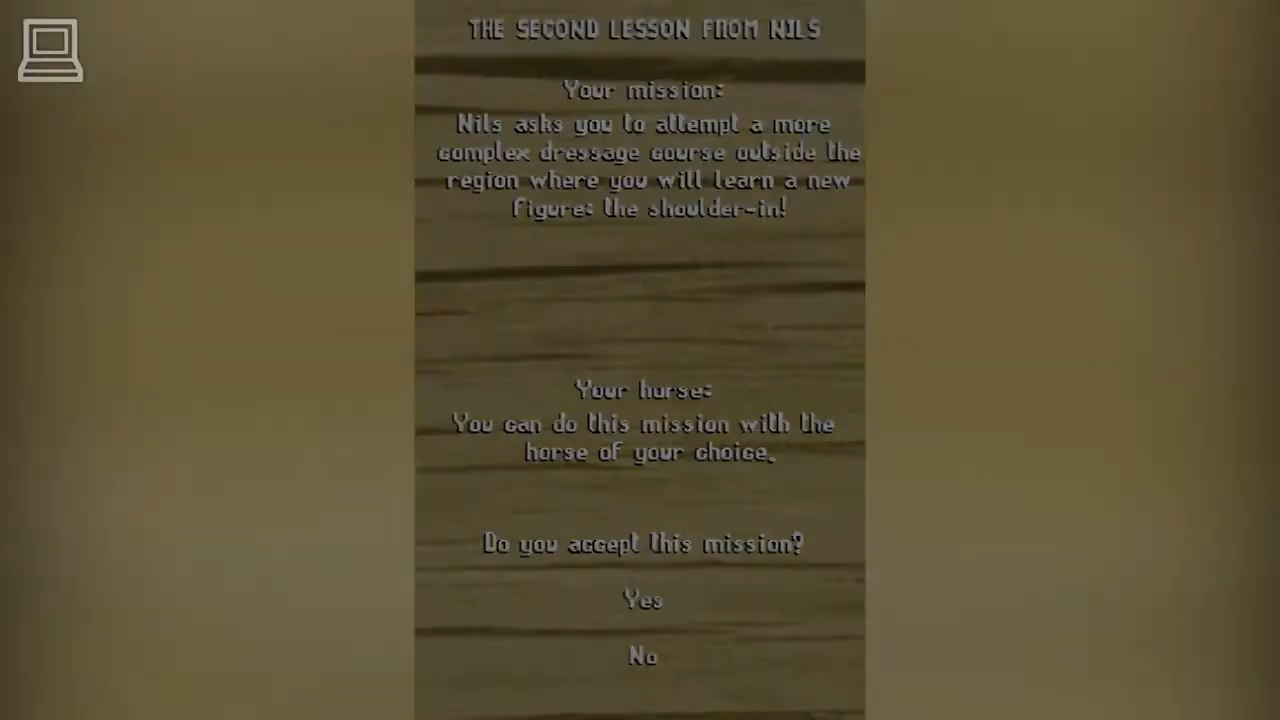 THE SECOND LESSON FROM NILS
Your mission:
Nils asks you to attempt a more
complex dressage course outside the
region where you will learn a new
figure: the shoulder-in!
Your horse:
You can do this mission with the
horse of your choice.
Do you accept this mission?
Yes
No